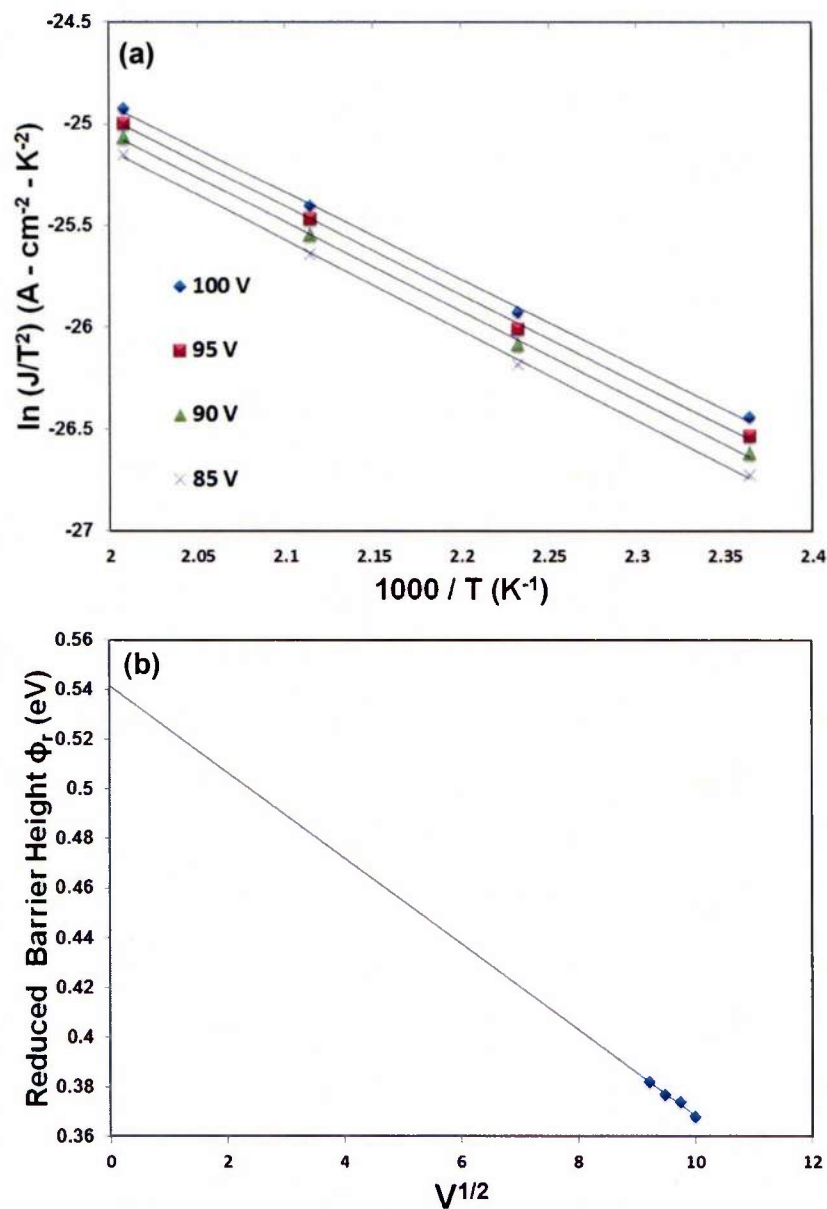 (a)
-24.5
-25
-25.5
-26
-26.5
-27
ln (J/T²) (A - cm⁻² - K⁻²)
100 V
95 V
90 V
85 V
2 2.05 2.1 2.15 2.2 2.25 2.3 2.35 2.4
1000 / T (K⁻¹)
(b)
0.56
0.54
0.52
0.5
0.48
0.46
0.44
0.42
0.4
0.38
0.36
Reduced Barrier Height ϕᵣ (eV)
0 2 4 6 8 10 12
V¹ᐟ²